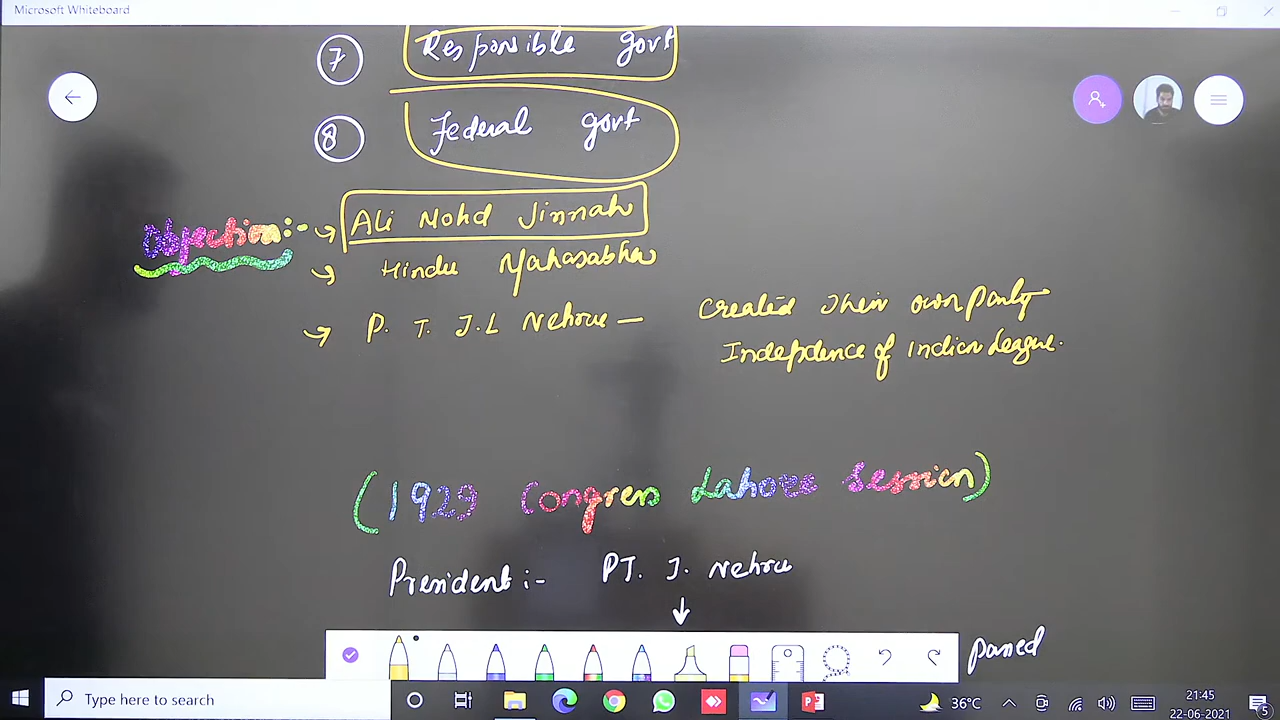 Microsoft Whiteboard
7 Responsible govt
8 Federal govt
Objection:- → Ali Mohd Jinnah
→ Hindu Mahasabha
→ P. T. J.L Nehru — Created their own party
Indepdence of Indian League.
(1929 Congress Lahore Session)
President :- PT. J. Nehru
↓
passed
Type here to search
36°C
21:45
22-06-2021
5